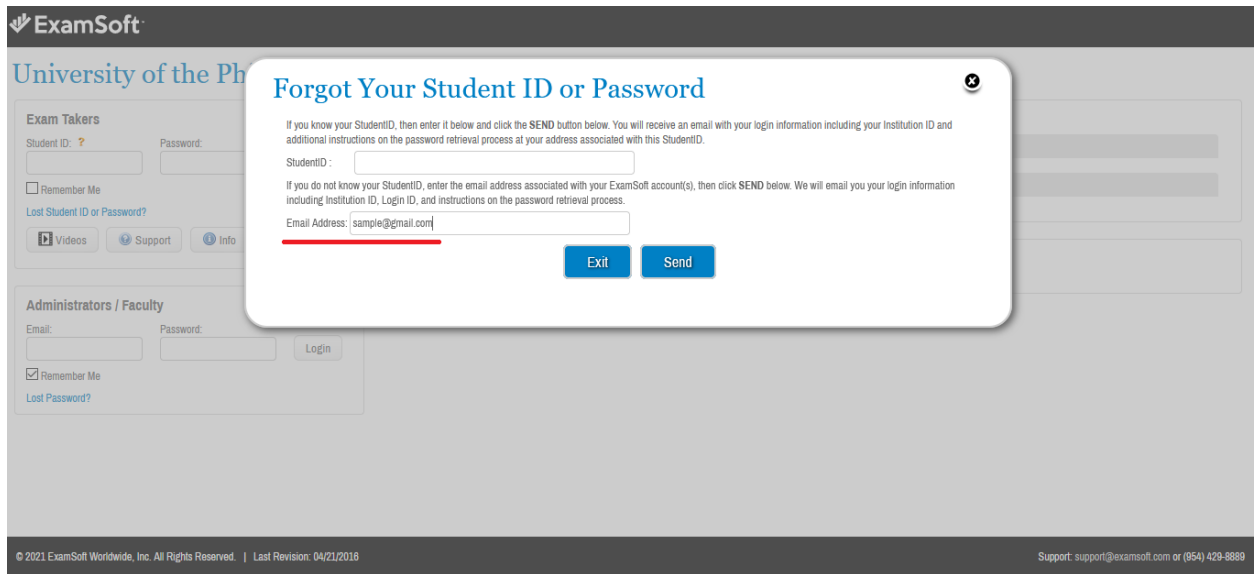 ExamSoft
University of the Ph
Forgot Your Student ID or Password
If you know your StudentID, then enter it below and click the SEND button below. You will receive an email with your login information including your Institution ID and
additional instructions on the password retrieval process at your address associated with this StudentID.
StudentID :
If you do not know your StudentID, enter the email address associated with your ExamSoft account(s), then click SEND below. We will email you your login information
including Institution ID, Login ID, and instructions on the password retrieval process.
Email Address: sample@gmail.com
Exit Send
Exam Takers
Student ID: ? Password:
Remember Me
Lost Student ID or Password?
Videos Support Info
Administrators / Faculty
Email: Password:
Login
Remember Me
Lost Password?
© 2021 ExamSoft Worldwide, Inc. All Rights Reserved. | Last Revision: 04/21/2016
Support: support@examsoft.com or (954) 429-8889